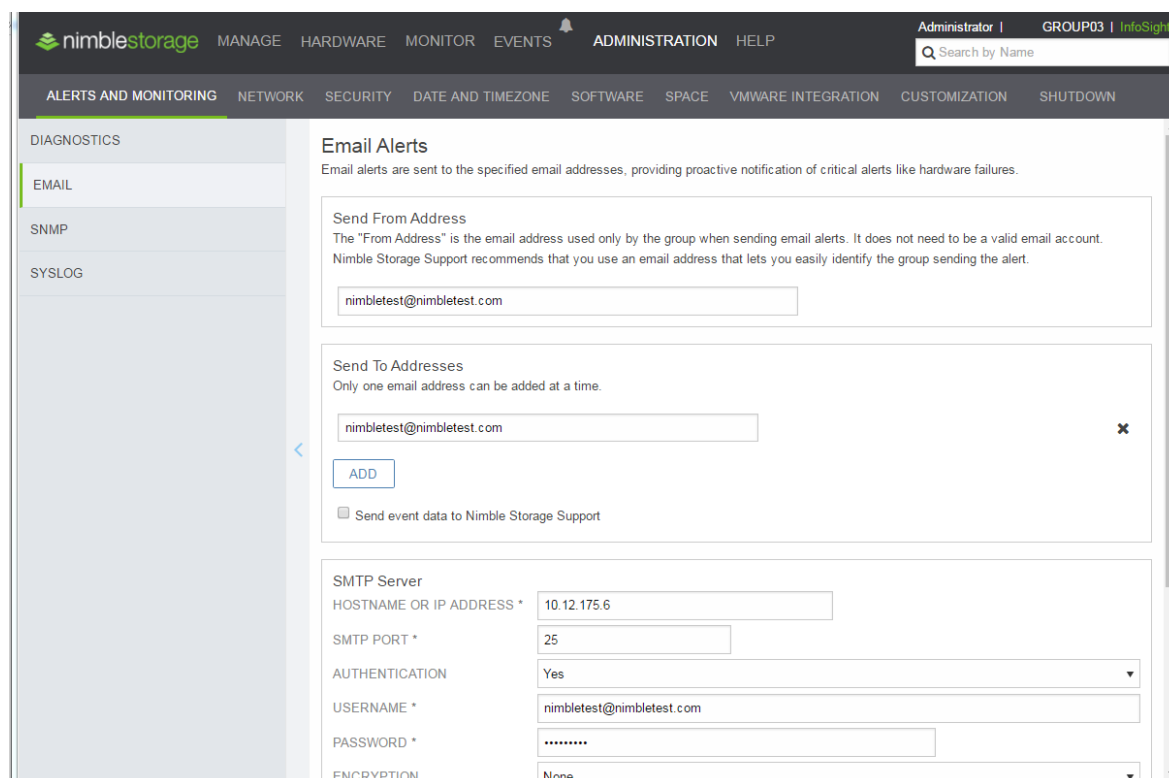 nimblestorage MANAGE HARDWARE MONITOR EVENTS ADMINISTRATION HELP
Administrator | GROUP03 | InfoSight
Search by Name
ALERTS AND MONITORING NETWORK SECURITY DATE AND TIMEZONE SOFTWARE SPACE VMWARE INTEGRATION CUSTOMIZATION SHUTDOWN
DIAGNOSTICS
EMAIL
SNMP
SYSLOG
Email Alerts
Email alerts are sent to the specified email addresses, providing proactive notification of critical alerts like hardware failures.
Send From Address
The "From Address" is the email address used only by the group when sending email alerts. It does not need to be a valid email account.
Nimble Storage Support recommends that you use an email address that lets you easily identify the group sending the alert.
nimbletest@nimbletest.com
Send To Addresses
Only one email address can be added at a time.
nimbletest@nimbletest.com
ADD
Send event data to Nimble Storage Support
SMTP Server
HOSTNAME OR IP ADDRESS * 10.12.175.6
SMTP PORT * 25
AUTHENTICATION Yes
USERNAME * nimbletest@nimbletest.com
PASSWORD * •••••••••
ENCRYPTION None